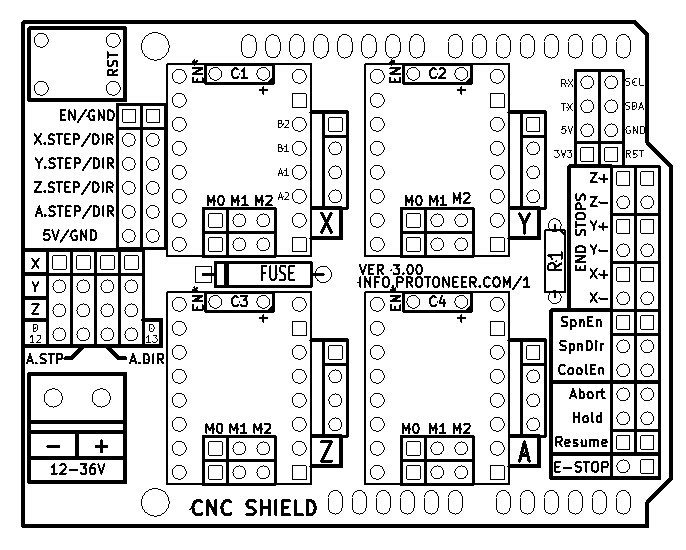 RST
EN* C1 +
EN* C2 +
RX SCL
TX SDA
5V GND
3V3 RST
EN/GND
X.STEP/DIR
Y.STEP/DIR
Z.STEP/DIR
A.STEP/DIR
5V/GND
B2
B1
A1
A2
M0 M1 M2
X
M0 M1 M2
Y
END STOPS
Z+
Z-
Y+
Y-
X+
X-
R1
X
Y
Z
D 12
D 13
A.STP A.DIR
FUSE
VER 3.00
INFO.PROTONEER.COM/1
EN* C3 +
EN* C4 +
SpnEn
SpnDir
CoolEn
Abort
Hold
Resume
E-STOP
M0 M1 M2
Z
M0 M1 M2
A
- +
12-36V
CNC SHIELD